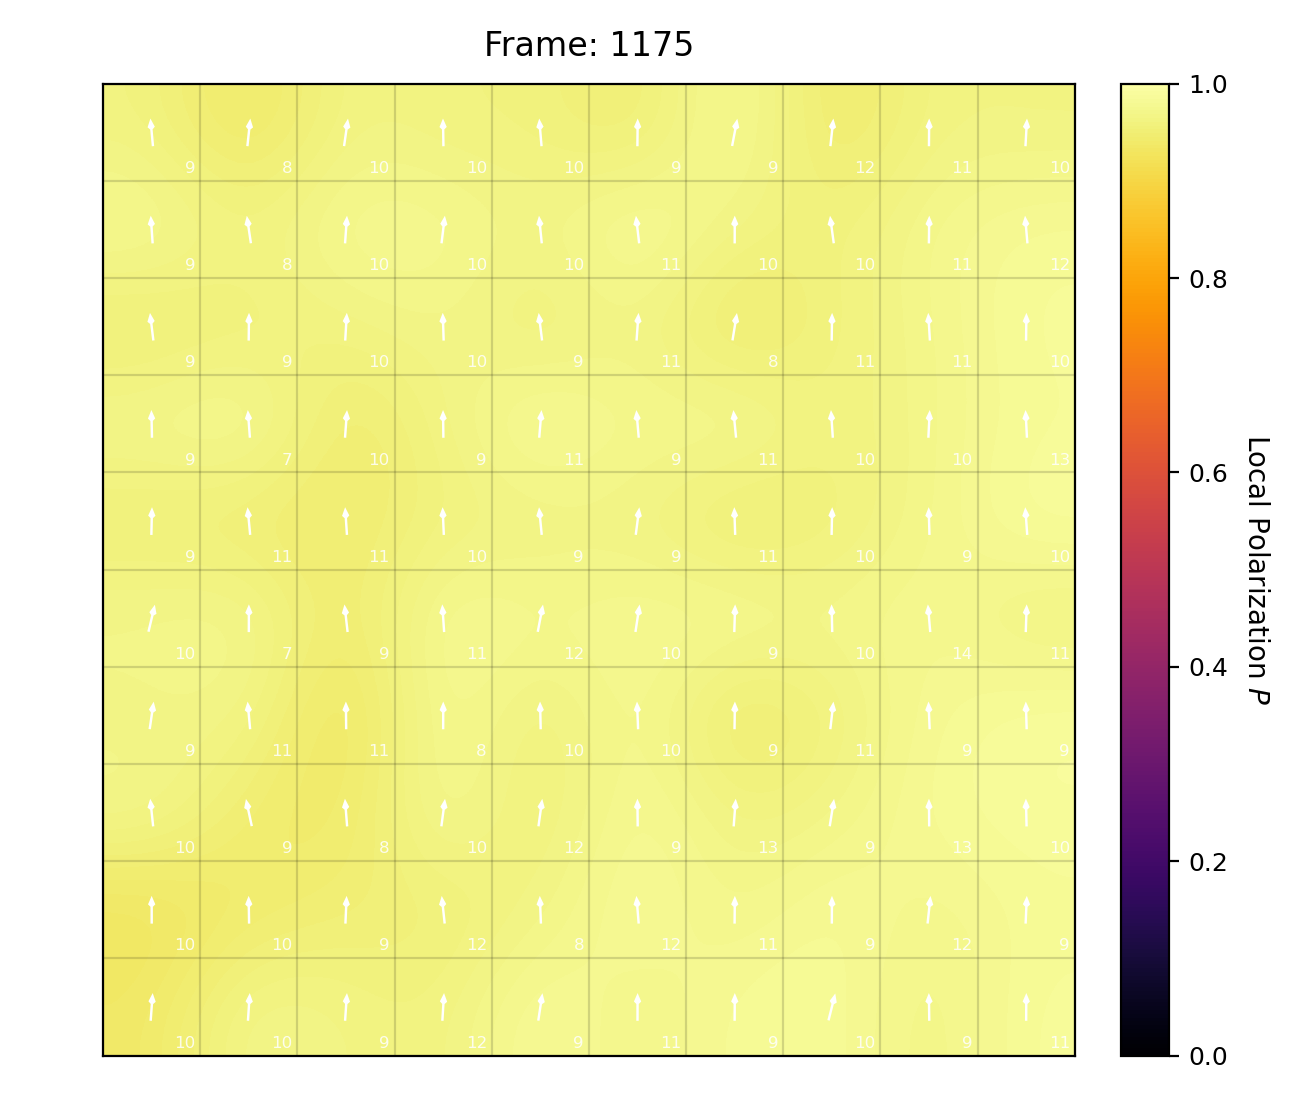 Frame: 1175
9 8 10 10 10 9 9 12 11 10
9 8 10 10 10 11 10 10 11 12
9 9 10 10 9 11 8 11 11 10
9 7 10 9 11 9 11 10 10 13
9 11 11 10 9 9 11 10 9 10
10 7 9 11 12 10 9 10 14 11
9 11 11 8 10 10 9 11 9 9
10 9 8 10 12 9 13 9 13 10
10 10 9 12 8 12 11 9 12 9
10 10 9 12 9 11 9 10 9 11
1.0
0.8
0.6
0.4
0.2
0.0
Local Polarization P